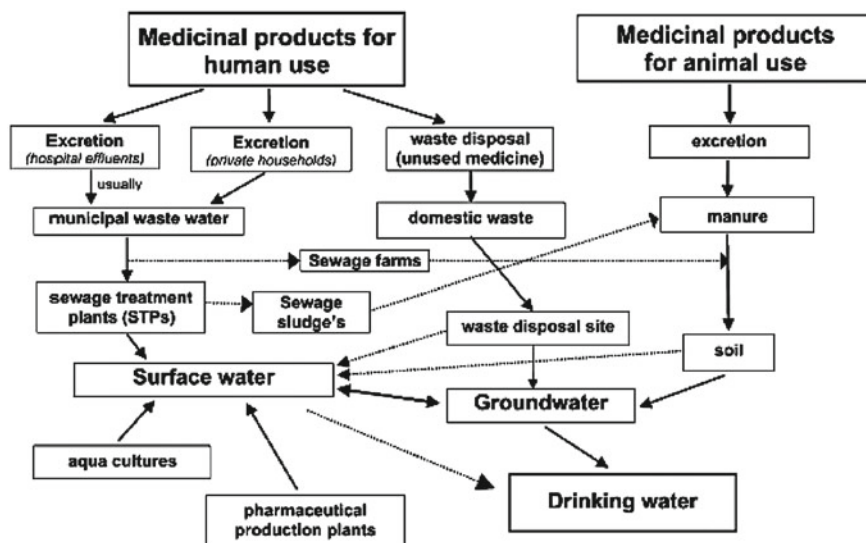 Medicinal products for
human use
Medicinal products
for animal use
Excretion
(hospital effluents)
Excretion
(private households)
waste disposal
(unused medicine)
excretion
usually
municipal waste water
domestic waste
manure
Sewage farms
sewage treatment
plants (STPs)
Sewage
sludge's
waste disposal site
soil
Surface water
Groundwater
aqua cultures
pharmaceutical
production plants
Drinking water